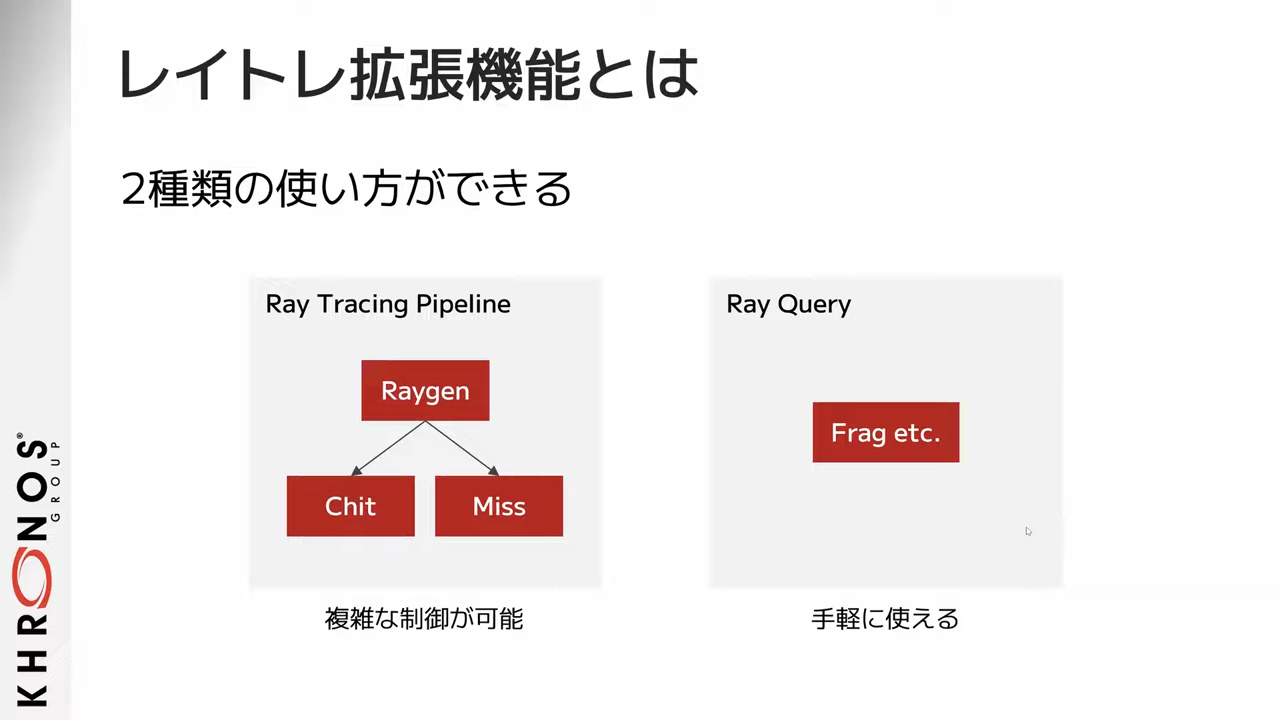 レイトレ拡張機能とは
2種類の使い方ができる
Ray Tracing Pipeline
Raygen
Chit
Miss
複雑な制御が可能
Ray Query
Frag etc.
手軽に使える
KHRONOS®
GROUP